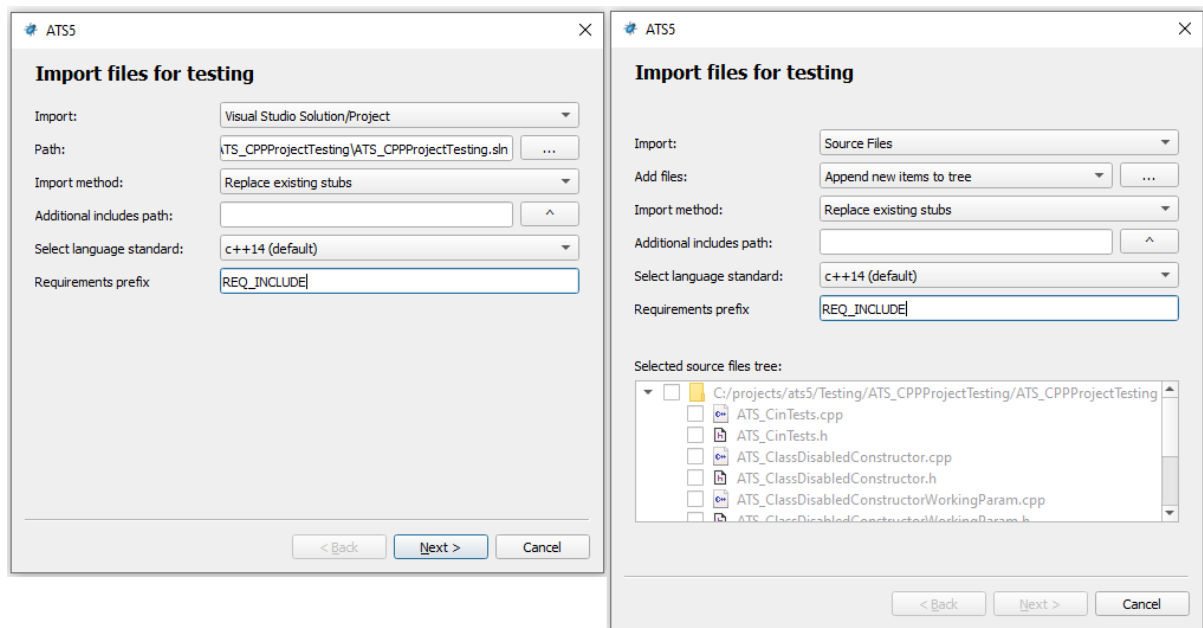 ATS5
Import files for testing
Import: Visual Studio Solution/Project
Path: ATS_CPPProjectTesting\ATS_CPPProjectTesting.sln ...
Import method: Replace existing stubs
Additional includes path: ^
Select language standard: c++14 (default)
Requirements prefix REQ_INCLUDE
< Back Next > Cancel
ATS5
Import files for testing
Import: Source Files
Add files: Append new items to tree ...
Import method: Replace existing stubs
Additional includes path: ^
Select language standard: c++14 (default)
Requirements prefix REQ_INCLUDE
Selected source files tree:
C:/projects/ats5/Testing/ATS_CPPProjectTesting/ATS_CPPProjectTesting
ATS_CinTests.cpp
ATS_CinTests.h
ATS_ClassDisabledConstructor.cpp
ATS_ClassDisabledConstructor.h
ATS_ClassDisabledConstructorWorkingParam.cpp
ATS_ClassDisabledConstructorWorkingParam.h
< Back Next > Cancel